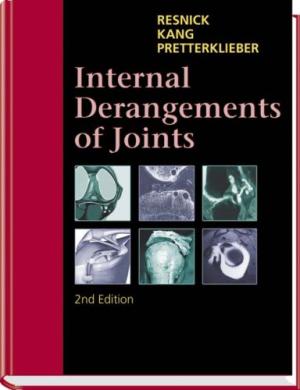 RESNICK
KANG
PRETTERKLIEBER
Internal
Derangements
of Joints
2nd Edition